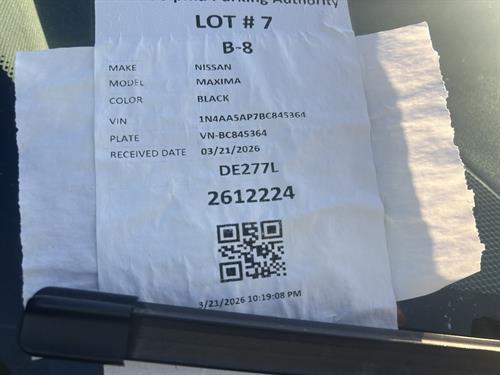 Parking Authority
LOT # 7
B-8
MAKE NISSAN
MODEL MAXIMA
COLOR BLACK
VIN 1N4AA5AP7BC845364
PLATE VN-BC845364
RECEIVED DATE 03/21/2026
DE277L
2612224
3/21/2026 10:19:08 PM